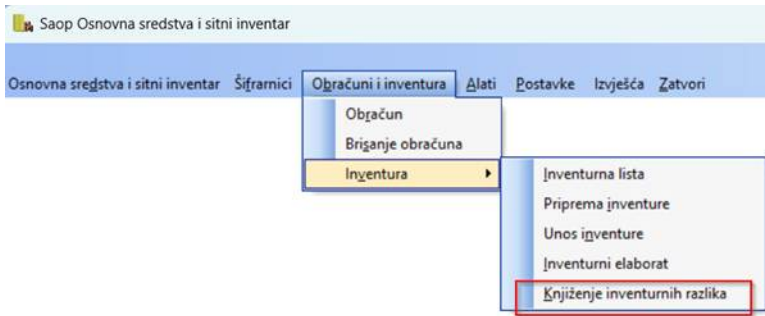 Saop Osnovna sredstva i sitni inventar
Osnovna sredstva i sitni inventar Šifrarnici Obračuni i inventura Alati Postavke Izvješća Zatvori
Obračun
Brisanje obračuna
Inventura
Inventurna lista
Priprema inventure
Unos inventure
Inventurni elaborat
Knjiženje inventurnih razlika